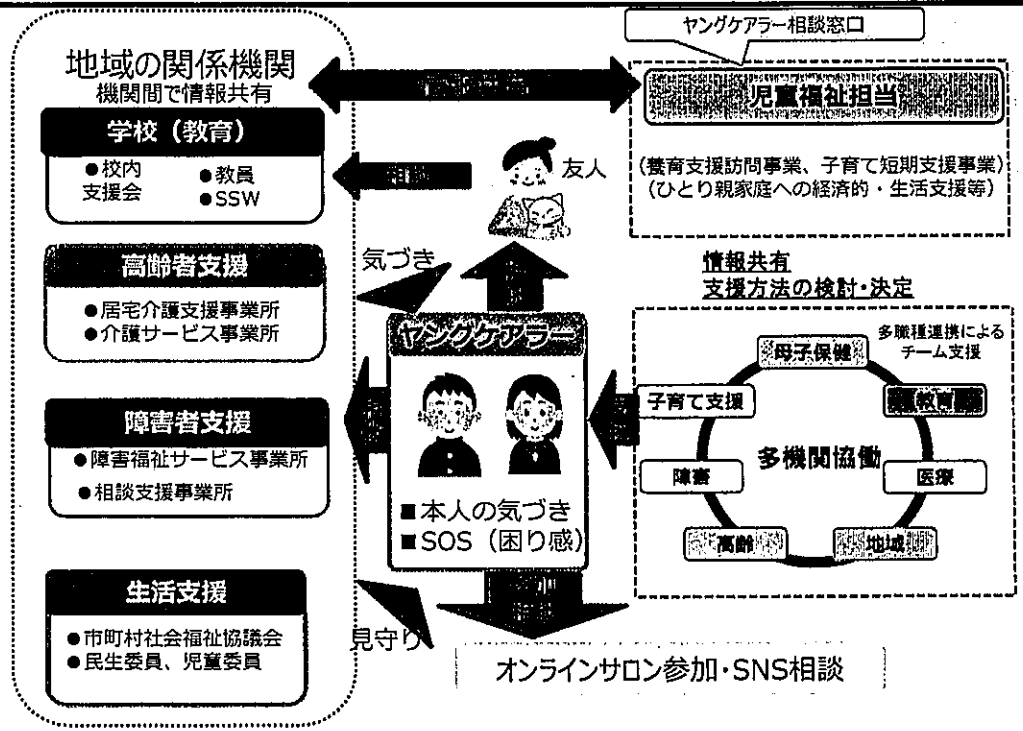 ヤングケアラー相談窓口
地域の関係機関
機関間で情報共有
児童福祉担当
(養育支援訪問事業、子育て短期支援事業)
(ひとり親家庭への経済的・生活支援等)
学校（教育）
●校内
支援会
●教員
●SSW
相談
友人
気づき
高齢者支援
●居宅介護支援事業所
●介護サービス事業所
ヤングケアラー
■本人の気づき
■SOS（困り感）
情報共有
支援方法の検討・決定
多職種連携による
チーム支援
母子保健
子育て支援
教育
多機関協働
障害
医療
高齢
地域
障害者支援
●障害福祉サービス事業所
●相談支援事業所
生活支援
●市町村社会福祉協議会
●民生委員、児童委員
見守り
オンラインサロン参加・SNS相談